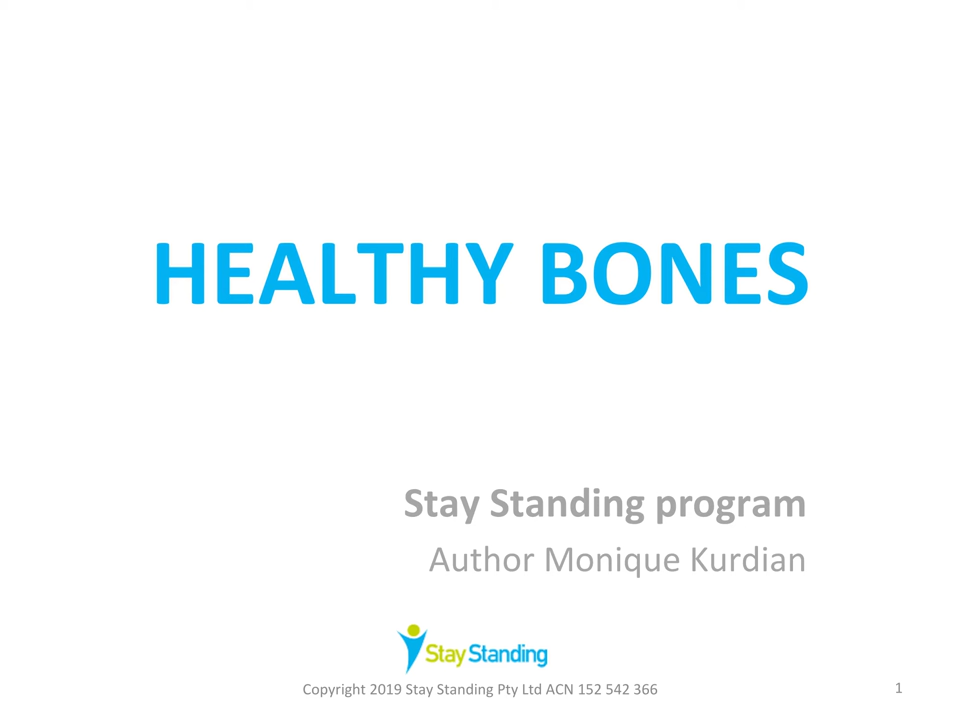 HEALTHY BONES
Stay Standing program
Author Monique Kurdian
Stay Standing
Copyright 2019 Stay Standing Pty Ltd ACN 152 542 366
1